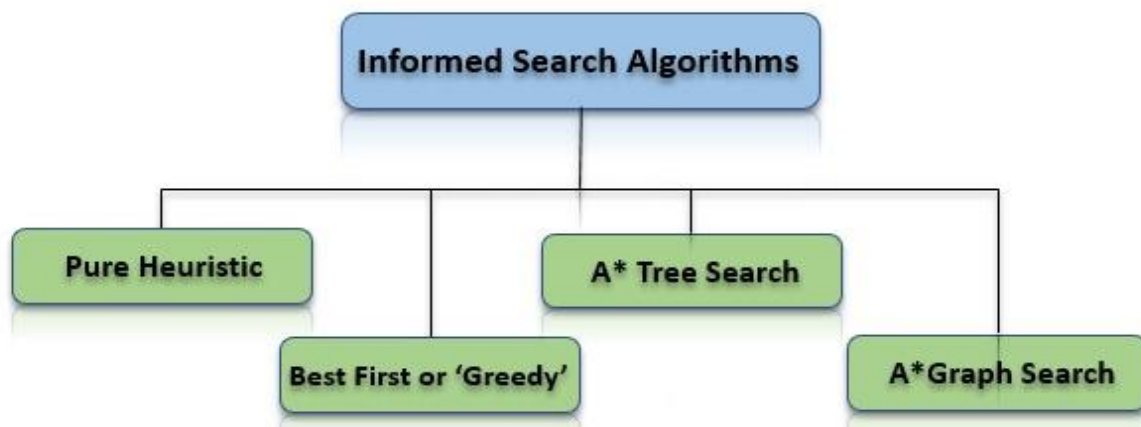 Informed Search Algorithms
Pure Heuristic
A* Tree Search
Best First or ‘Greedy’
A*Graph Search